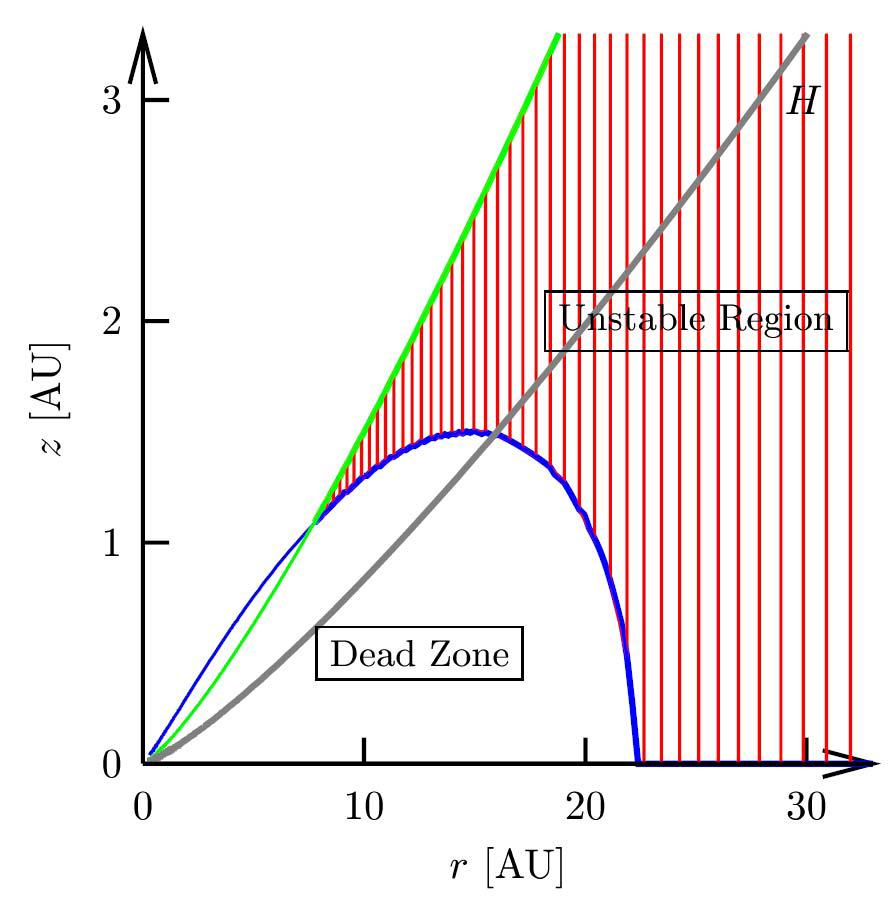 3
H
2
Unstable Region
z [AU]
1
Dead Zone
0
0 10 20 30
r [AU]